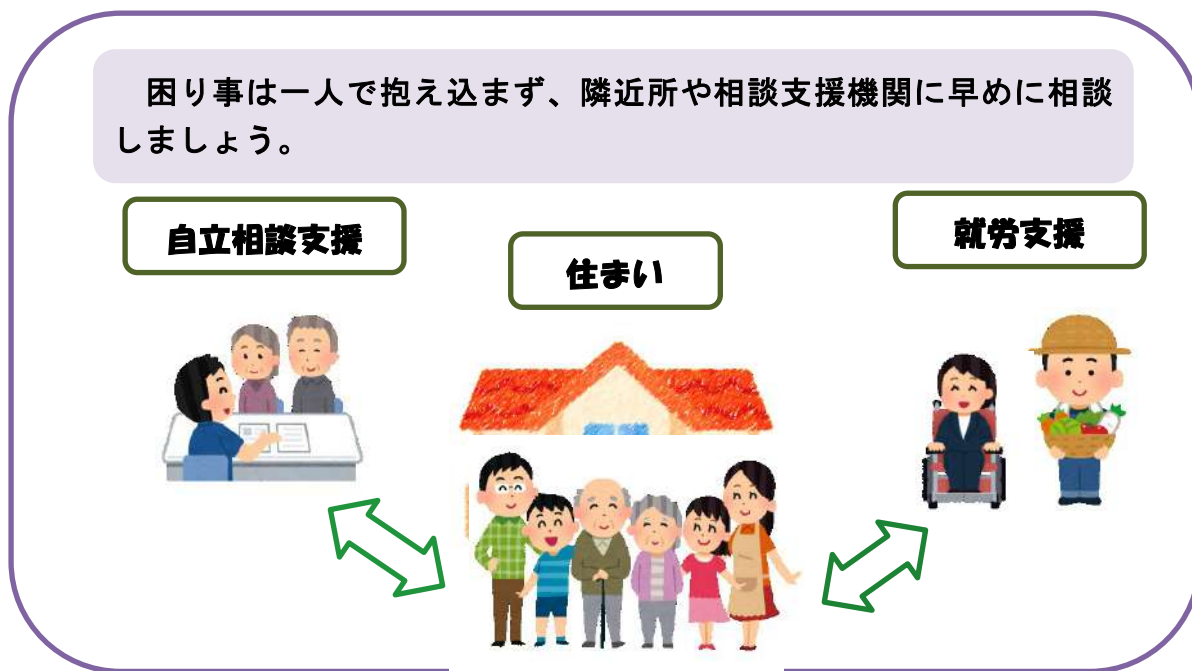 困り事は一人で抱え込まず、隣近所や相談支援機関に早めに相談
しましょう。
自立相談支援
住まい
就労支援